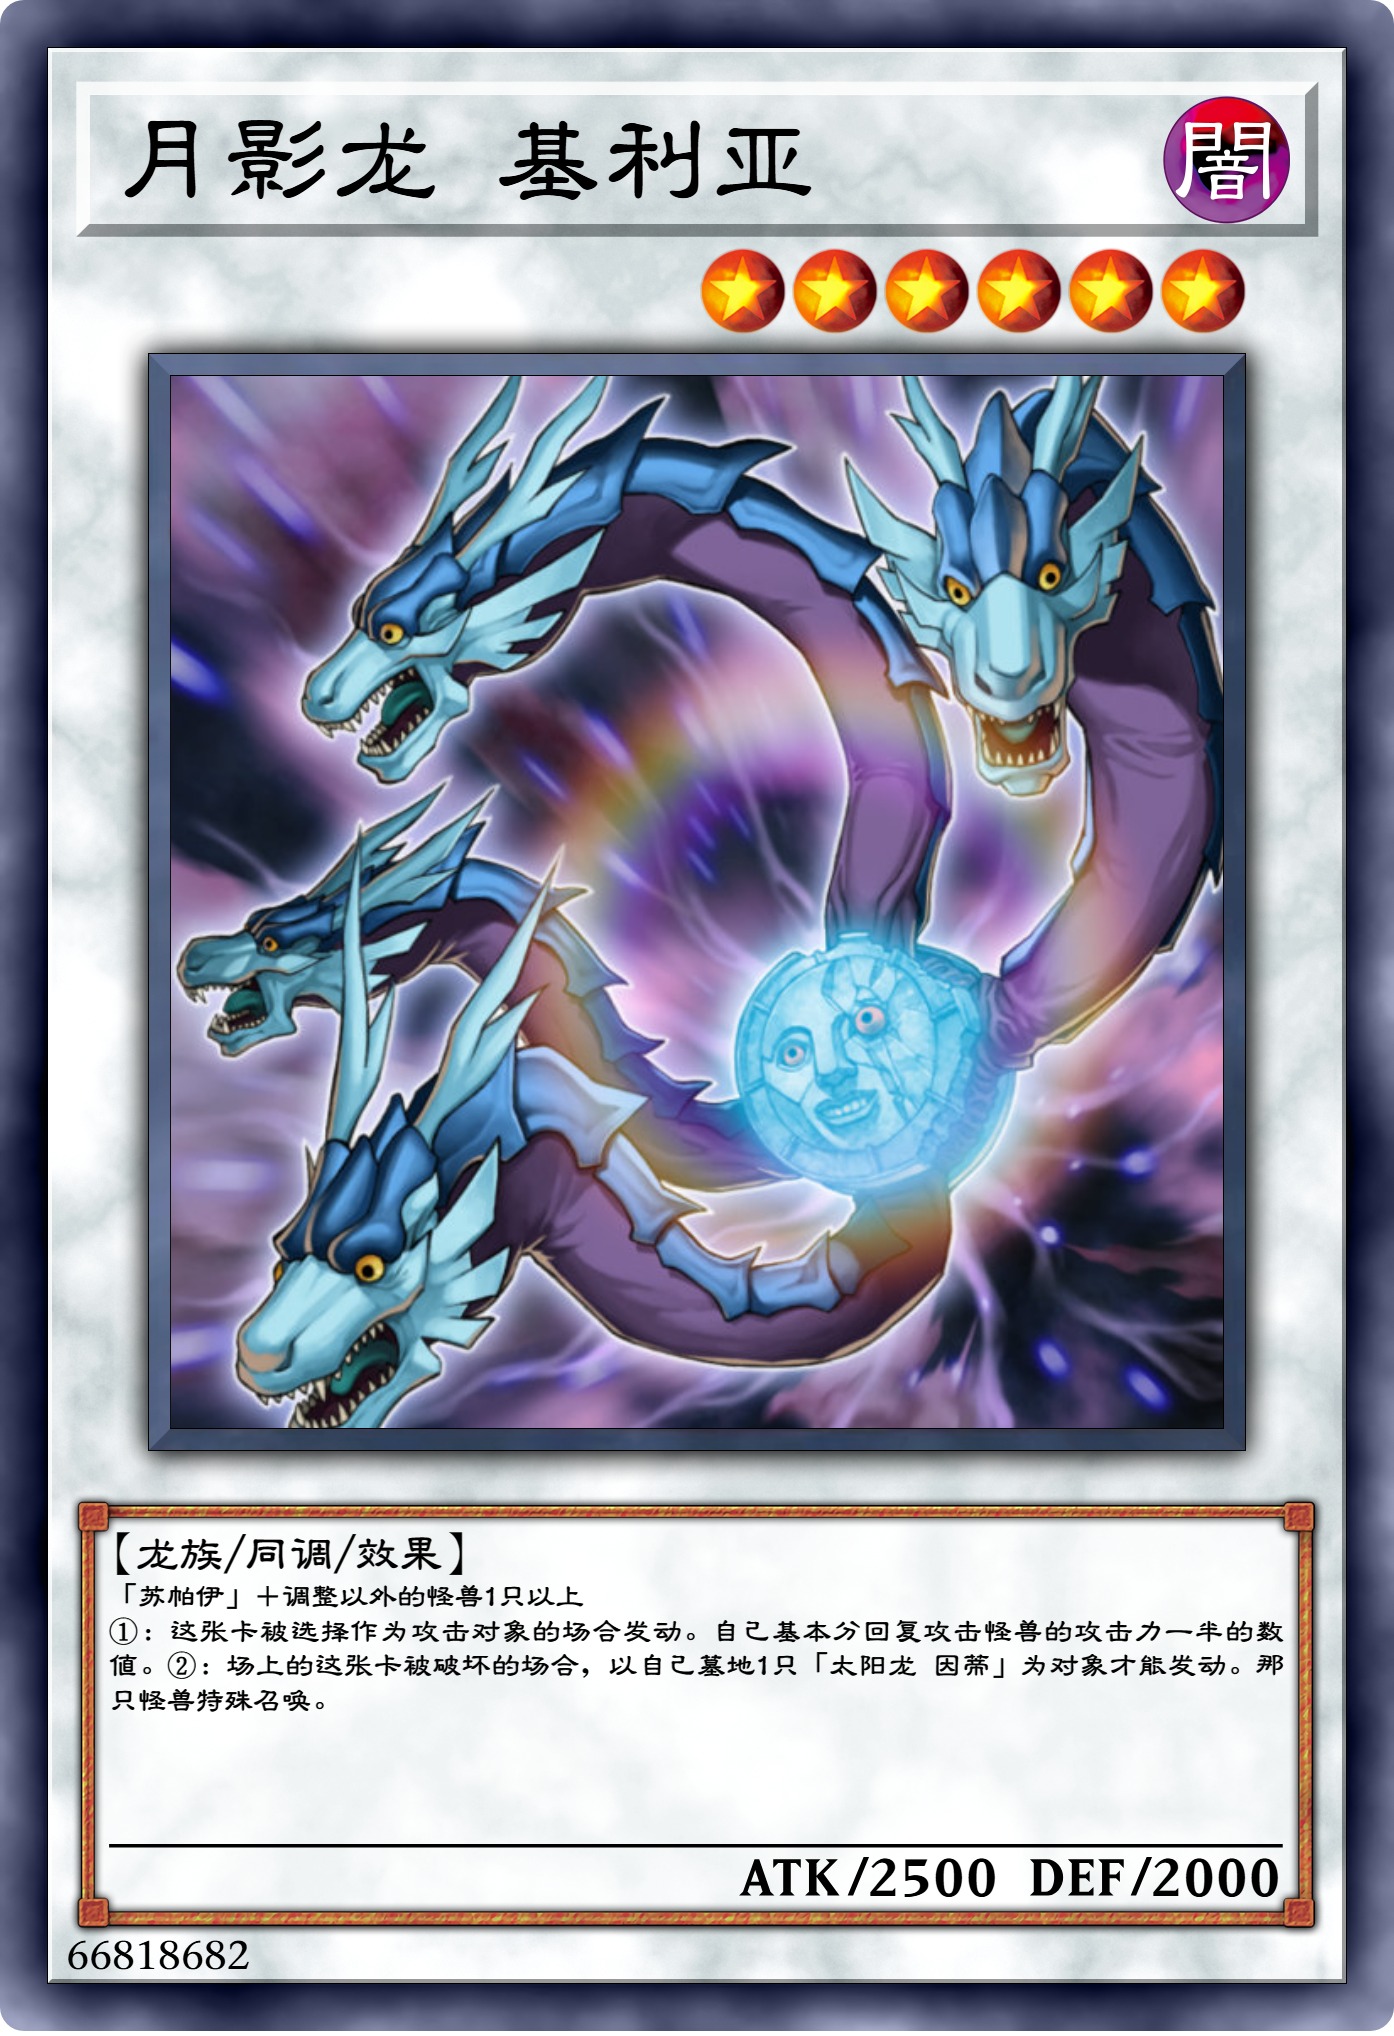 月影龙 基利亚
闇
【龙族/同调/效果】
「苏帕伊」＋调整以外的怪兽1只以上
①：这张卡被选择作为攻击对象的场合发动。自己基本分回复攻击怪兽的攻击力一半的数
值。②：场上的这张卡被破坏的场合，以自己墓地1只「太阳龙 因蒂」为对象才能发动。那
只怪兽特殊召唤。
ATK/2500 DEF/2000
66818682